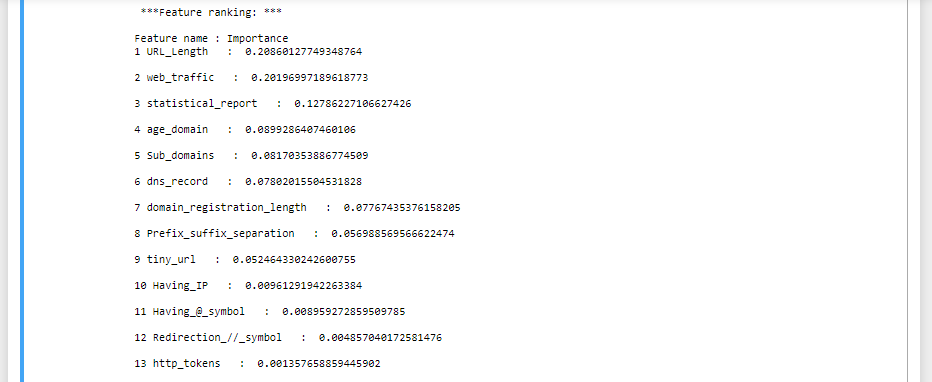 ***Feature ranking: ***
Feature name : Importance
1 URL_Length : 0.20860127749348764
2 web_traffic : 0.20196997189618773
3 statistical_report : 0.12786227106627426
4 age_domain : 0.0899286407460106
5 Sub_domains : 0.08170353886774509
6 dns_record : 0.07802015504531828
7 domain_registration_length : 0.07767435376158205
8 Prefix_suffix_separation : 0.056988569566622474
9 tiny_url : 0.052464330242600755
10 Having_IP : 0.00961291942263384
11 Having_@_symbol : 0.008959272859509785
12 Redirection_//_symbol : 0.004857040172581476
13 http_tokens : 0.001357658859445902